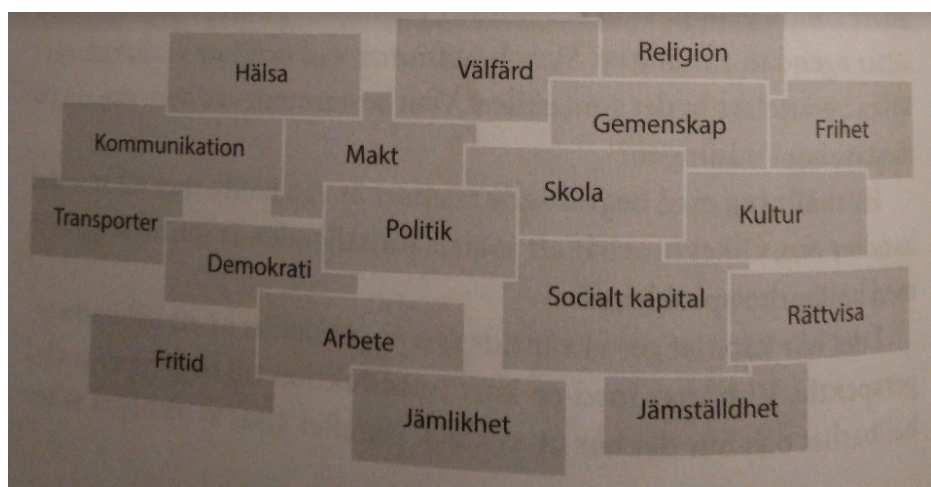 Hälsa
Välfärd
Religion
Kommunikation
Makt
Gemenskap
Frihet
Transporter
Politik
Skola
Kultur
Demokrati
Socialt kapital
Rättvisa
Fritid
Arbete
Jämlikhet
Jämställdhet